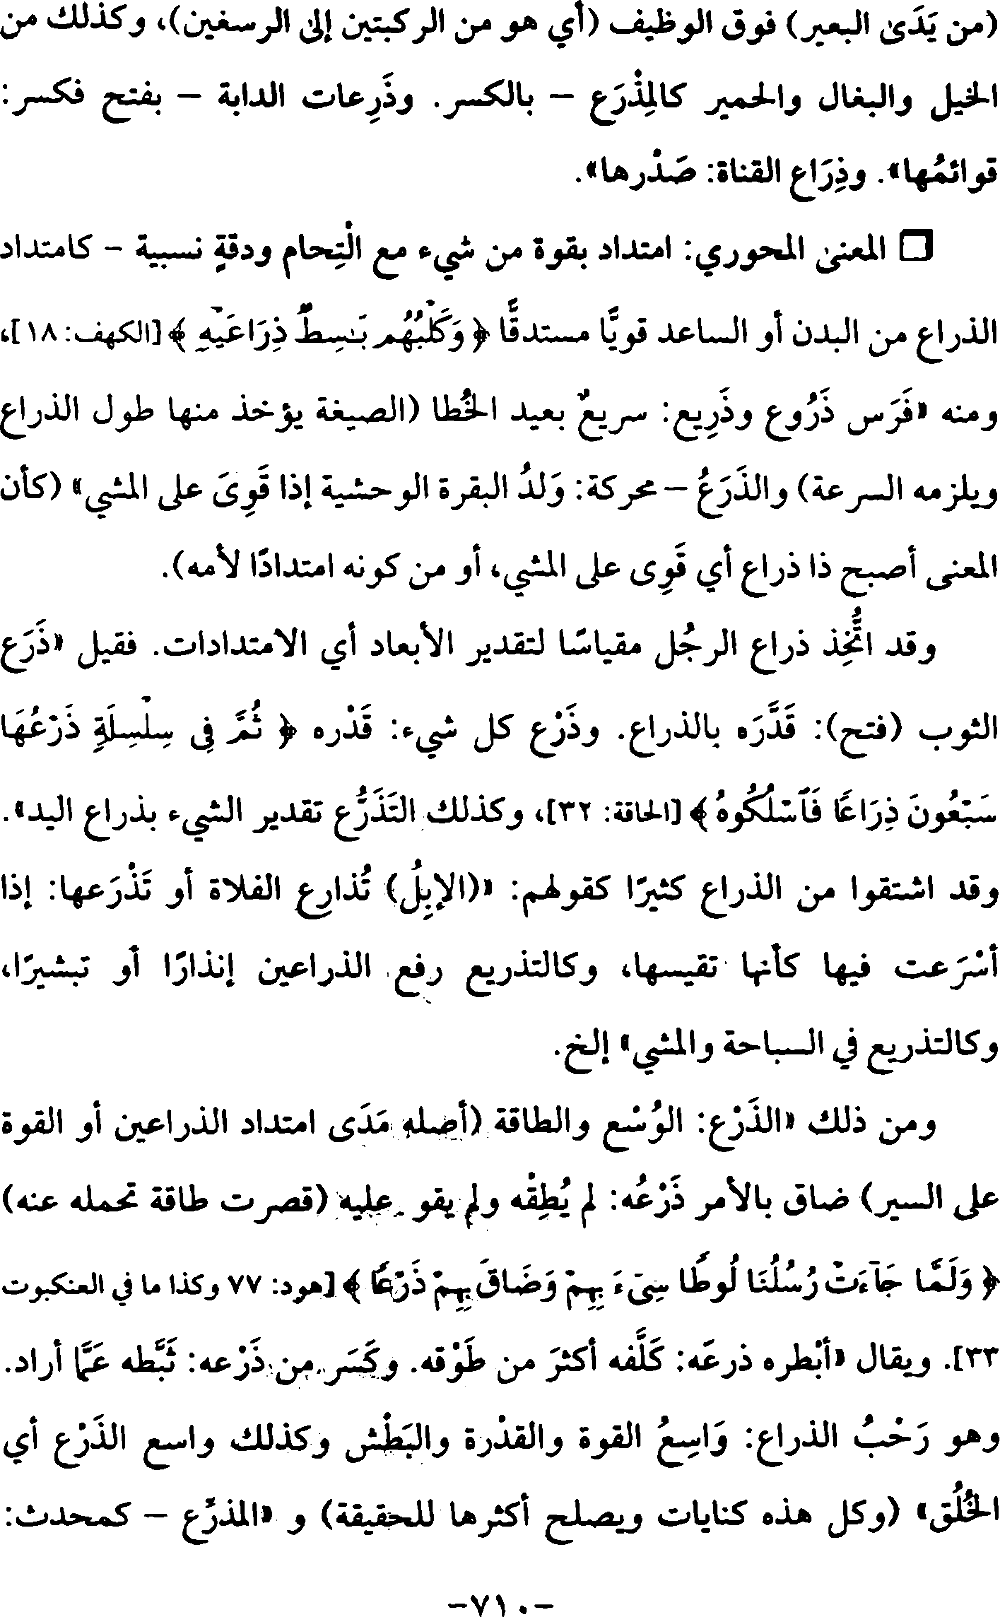 (من يَدَىٰ البعير) فوق الوظيف (أي هو من الركبتين إلى الرسغين)، وكذلك من
الخيل والبغال والحمير كالمِذْرَع – بالكسر. وذَرِعات الدابة – بفتح فكسر:
قوائمُها». وذِرَاع القناة: صَدْرها».
❒ المعنى المحوري: امتداد بقوة من شيء مع الْتِحام ودقةٍ نسبية – كامتداد
الذراع من البدن أو الساعد قويًّا مستدقًّا ﴿ وَكَلْبُهُم بَـٰسِطٌ ذِرَاعَيْهِ ﴾ [الكهف: ١٨]،
ومنه «فَرَس ذَرُوع وذَرِيع: سريعٌ بعيد الخُطا (الصيغة يؤخذ منها طول الذراع
ويلزمه السرعة) والذَرَعُ – محركة: وَلدُ البقرة الوحشية إذا قَوِىَ على المشي» (كأن
المعنى أصبح ذا ذراع أي قَوِى على المشي، أو من كونه امتدادًا لأمه).
وقد اتُّخِذ ذراع الرجُل مقياسًا لتقدير الأبعاد أي الامتدادات. فقيل «ذَرَع
الثوب (فتح): قَدَّرَه بالذراع. وذَرْع كل شيء: قَدْره ﴿ ثُمَّ فِي سِلْسِلَةٍ ذَرْعُهَا
سَبْعُونَ ذِرَاعًا فَٱسْلُكُوهُ ﴾ [الحاقة: ٣٢]، وكذلك التَذَرُّع تقدير الشيء بذراع اليد».
وقد اشتقوا من الذراع كثيرًا كقولهم: «(الإبِلُ) تُذارِع الفلاة أو تَذْرَعها: إذا
أسْرَعت فيها كأنها تقيسها، وكالتذريع رفع الذراعين إنذارًا أو تبشيرًا،
وكالتذريع في السباحة والمشي» إلخ.
ومن ذلك «الذَرْع: الوُسْع والطاقة (أصله مَدَى امتداد الذراعين أو القوة
على السير) ضاق بالأمر ذَرْعُه: لم يُطِقْه ولم يقو عليه (قصرت طاقة تحمله عنه)
﴿ وَلَمَّا جَآءَتْ رُسُلُنَا لُوطًا سِيٓءَ بِهِمْ وَضَاقَ بِهِمْ ذَرْعًا ﴾ [هود: ٧٧ وكذا ما في العنكبوت
٣٣]. ويقال «أبْطره ذرعَه: كَلَّفه أكثرَ من طَوْقه. وكَسَر من ذَرْعه: ثَبَّطه عَمَّا أراد.
وهو رَحْبُ الذراع: وَاسِعُ القوة والقدْرة والبَطْش وكذلك واسع الذَرْع أي
الخُلُق» (وكل هذه كنايات ويصلح أكثرها للحقيقة) و «المذرِّع – كمحدث:
-٧١٠-